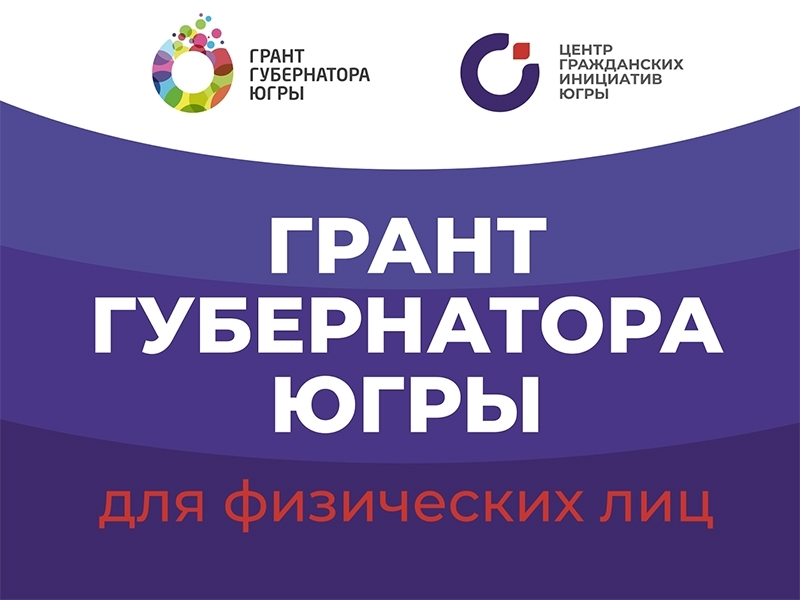 ГРАНТ
ГУБЕРНАТОРА
ЮГРЫ
ЦЕНТР
ГРАЖДАНСКИХ
ИНИЦИАТИВ
ЮГРЫ
ГРАНТ
ГУБЕРНАТОРА
ЮГРЫ
для физических лиц